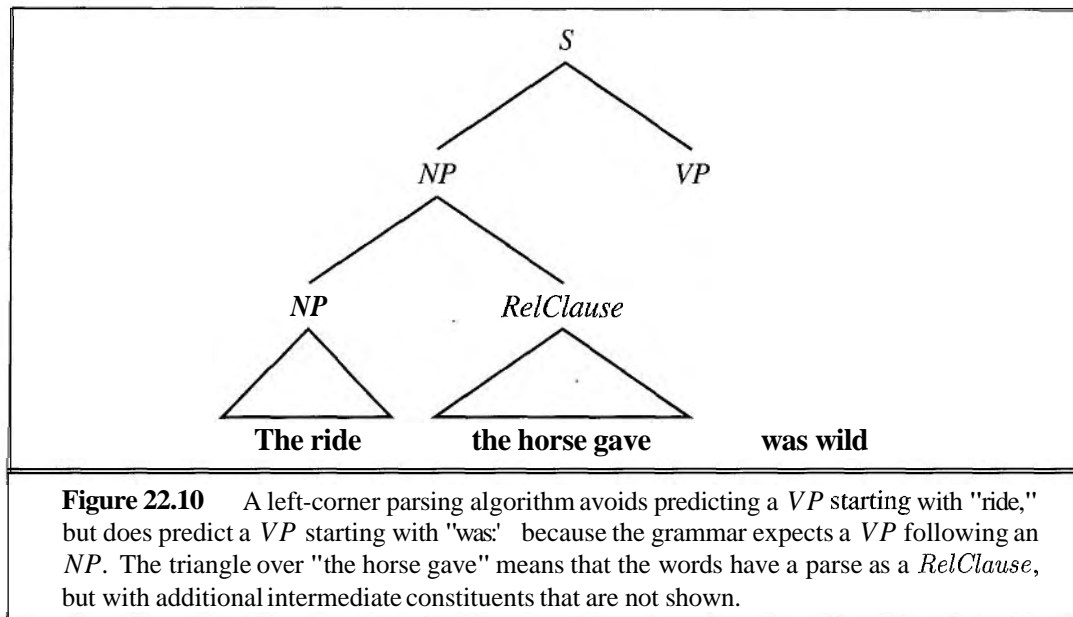 S
NP VP
NP RelClause
The ride the horse gave was wild
Figure 22.10 A left-corner parsing algorithm avoids predicting a VP starting with "ride,"
but does predict a VP starting with "was:' because the grammar expects a VP following an
NP. The triangle over "the horse gave" means that the words have a parse as a RelClause,
but with additional intermediate constituents that are not shown.